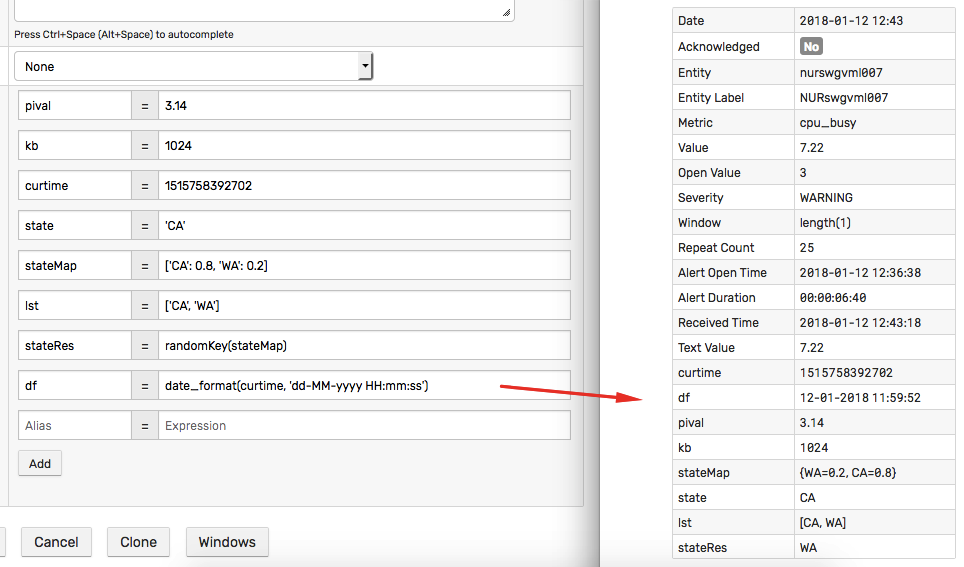 Press Ctrl+Space (Alt+Space) to autocomplete
None
pival = 3.14
kb = 1024
curtime = 1515758392702
state = 'CA'
stateMap = ['CA': 0.8, 'WA': 0.2]
lst = ['CA', 'WA']
stateRes = randomKey(stateMap)
df = date_format(curtime, 'dd-MM-yyyy HH:mm:ss')
Alias = Expression
Add
Cancel Clone Windows
Date 2018-01-12 12:43
Acknowledged No
Entity nurswgvml007
Entity Label NURswgvml007
Metric cpu_busy
Value 7.22
Open Value 3
Severity WARNING
Window length(1)
Repeat Count 25
Alert Open Time 2018-01-12 12:36:38
Alert Duration 00:00:06:40
Received Time 2018-01-12 12:43:18
Text Value 7.22
curtime 1515758392702
df 12-01-2018 11:59:52
pival 3.14
kb 1024
stateMap {WA=0.2, CA=0.8}
state CA
lst [CA, WA]
stateRes WA